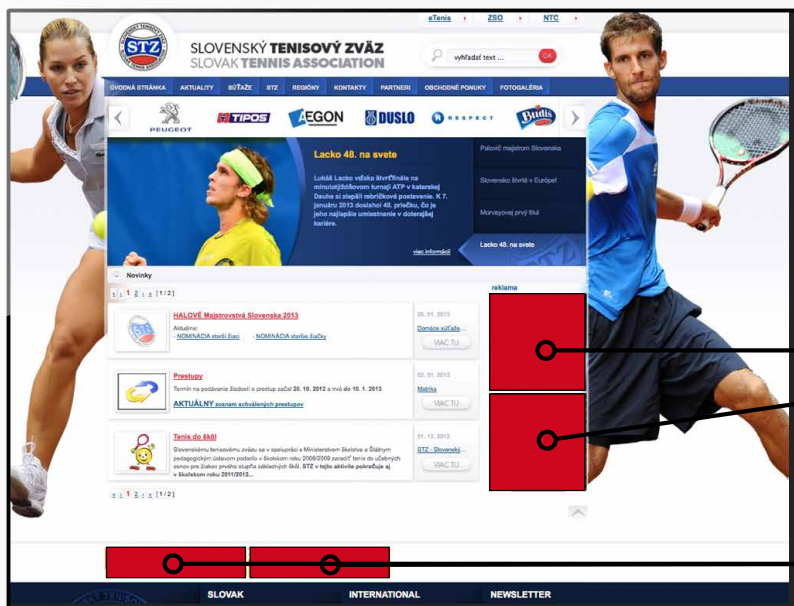 eTenis ZSO NTC
STZ
SLOVENSKÝ TENISOVÝ ZVÄZ
SLOVAK TENNIS ASSOCIATION
vyhľadať text ...
OK
ÚVODNÁ STRÁNKA AKTUALITY SÚŤAŽE STZ REGIÓNY KONTAKTY PARTNERI OBCHODNÉ PONUKY FOTOGALÉRIA
PEUGEOT TIPOS AEGON DUSLO RESPECT Budiš
Lacko 48. na svete
Lukáš Lacko vďaka štvrťfinále na
minulotýždňovom turnaji ATP v katarskej
Dauhe si zlepšil rebríčkové postavenie. K 7.
januáru 2013 dosiahol 48. priečku, čo je
jeho najlepšie umiestnenie v doterajšej
kariére.
viac informácií
Palovič majstrom Slovenska
Slovensko štvrté v Európe!
Moneyovej prvý titul
Lacko 48. na svete
Novinky
« ‹ 1 2 › » [1/2]
reklama
HALOVÉ Majstrovstvá Slovenska 2013
Aktuálne:
- NOMINÁCIA starší žiaci - NOMINÁCIA staršie žiačky
Domáce súťaže...
VIAC TU
Prestupy
Termín na podávanie žiadostí o prestup začal 20. 10. 2012 a trvá do 10. 1. 2013.
AKTUÁLNY zoznam schválených prestupov
02. 01. 2013
Matrika
VIAC TU
Tenis do škôl
Slovenskému tenisovému zväzu sa v spolupráci s Ministerstvom školstva a Štátnym
pedagogickým ústavom podarilo v školskom roku 2008/2009 zaradiť tenis do učebných
osnov pre žiakov prvého stupňa základných škôl. STZ v tejto aktivite pokračuje aj
v školskom roku 2011/2012...
31. 12. 2012
STZ - Slovenský...
VIAC TU
« ‹ 1 2 › » [1/2]
SLOVAK INTERNATIONAL NEWSLETTER